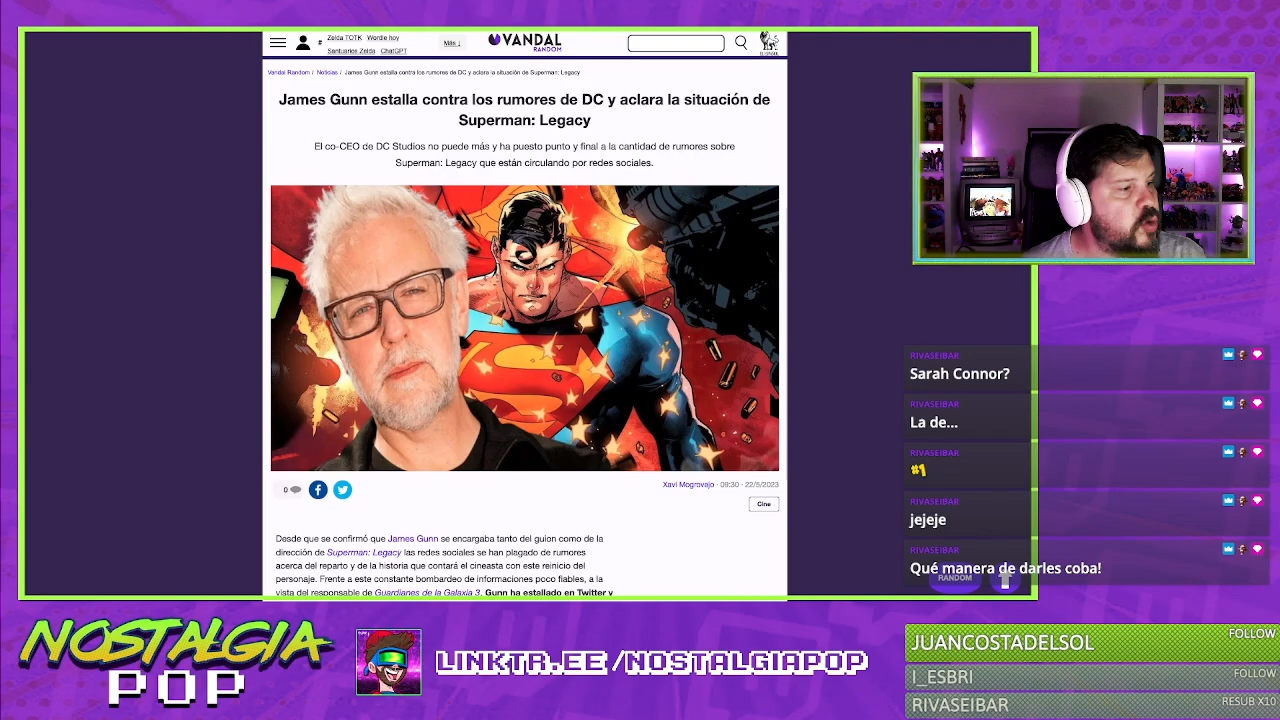 Zelda TOTK Wordle hoy
# Más ↓
Santuarios Zelda ChatGPT
VANDAL
RANDOM
Vandal Random / Noticias / James Gunn estalla contra los rumores de DC y aclara la situación de Superman: Legacy
James Gunn estalla contra los rumores de DC y aclara la situación de
Superman: Legacy
El co-CEO de DC Studios no puede más y ha puesto punto y final a la cantidad de rumores sobre
Superman: Legacy que están circulando por redes sociales.
0
Xavi Mogrovejo · 09:30 · 22/5/2023
Cine
Desde que se confirmó que James Gunn se encargaba tanto del guion como de la
dirección de Superman: Legacy las redes sociales se han plagado de rumores
acerca del reparto y de la historia que contará el cineasta con este reinicio del
personaje. Frente a este constante bombardeo de informaciones poco fiables, a la
vista del responsable de Guardianes de la Galaxia 3, Gunn ha estallado en Twitter y
RIVASEIBAR
Sarah Connor?
RIVASEIBAR
La de...
RIVASEIBAR
#1
RIVASEIBAR
jejeje
RIVASEIBAR
Qué manera de darles coba!
RANDOM
NOSTALGIA
POP
LINKTR.EE/NOSTALGIAPOP
JUANCOSTADELSOL FOLLOW
I_ESBRI FOLLOW
RIVASEIBAR RESUB X10